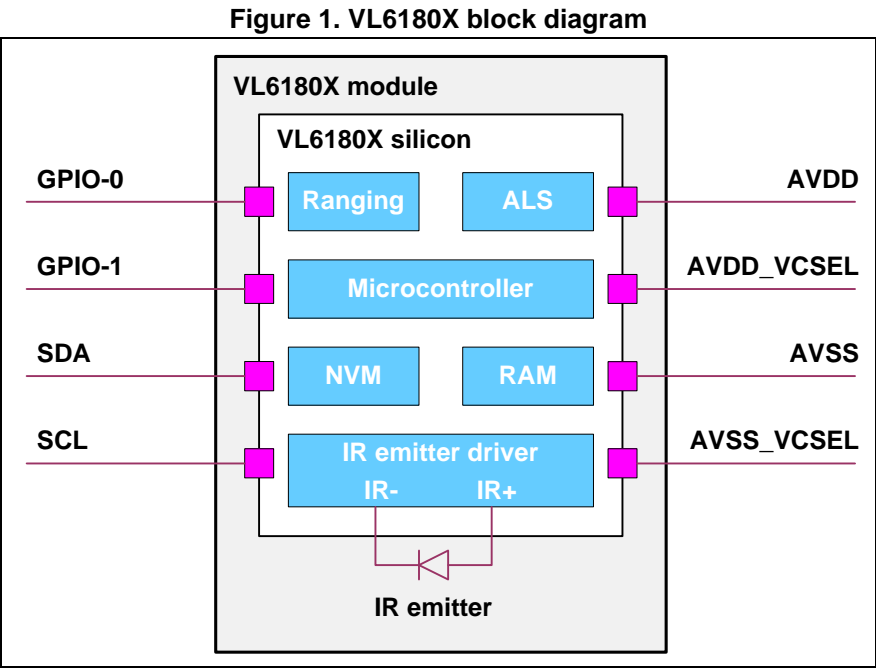 Figure 1. VL6180X block diagram
VL6180X module
VL6180X silicon
GPIO-0
Ranging
ALS
AVDD
GPIO-1
Microcontroller
AVDD_VCSEL
SDA
NVM
RAM
AVSS
SCL
IR emitter driver
AVSS_VCSEL
IR-
IR+
IR emitter